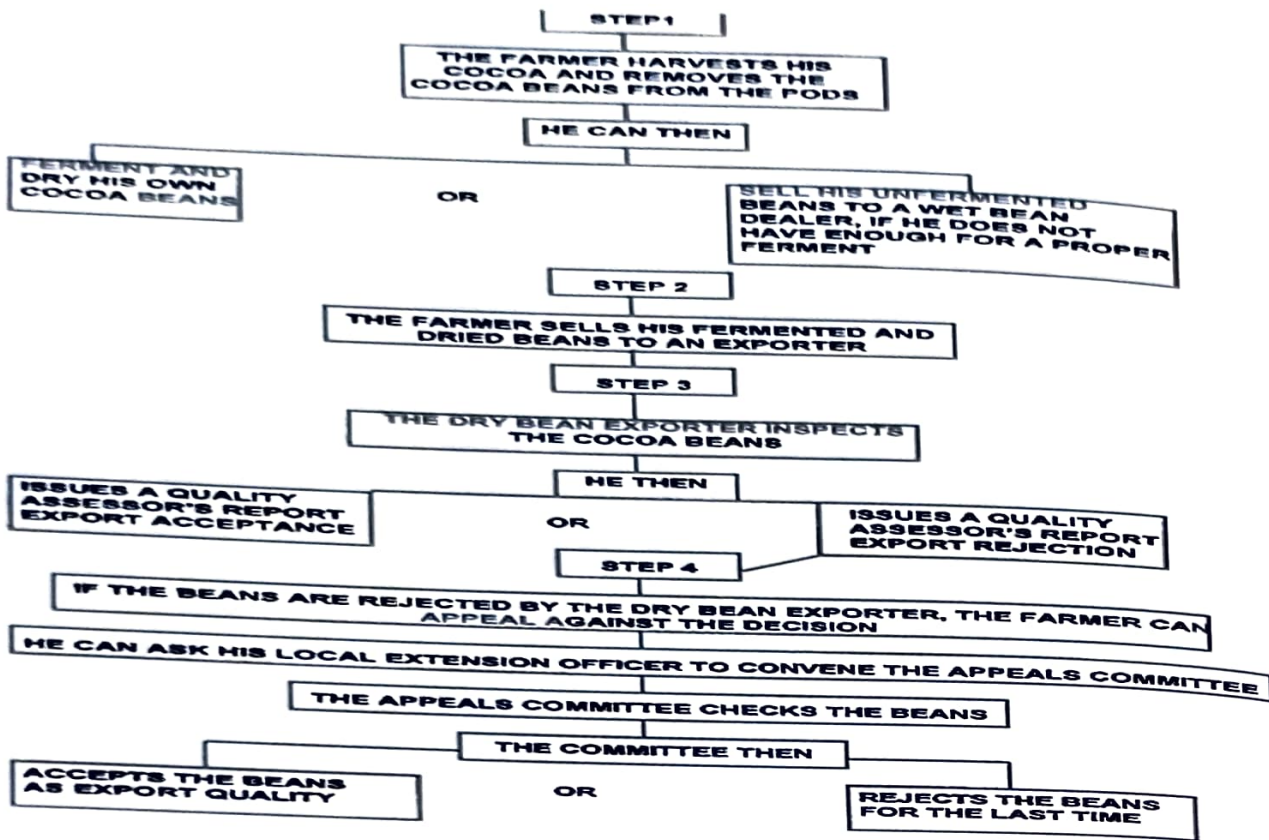 STEP1
THE FARMER HARVESTS HIS
COCOA AND REMOVES THE
COCOA BEANS FROM THE PODS
HE CAN THEN
FERMENT AND
DRY HIS OWN
COCOA BEANS
OR
SELL HIS UNFERMENTED
BEANS TO A WET BEAN
DEALER, IF HE DOES NOT
HAVE ENOUGH FOR A PROPER
FERMENT
STEP 2
THE FARMER SELLS HIS FERMENTED AND
DRIED BEANS TO AN EXPORTER
STEP 3
THE DRY BEAN EXPORTER INSPECTS
THE COCOA BEANS
HE THEN
ISSUES A QUALITY
ASSESSOR'S REPORT
EXPORT ACCEPTANCE
OR
ISSUES A QUALITY
ASSESSOR'S REPORT
EXPORT REJECTION
STEP 4
IF THE BEANS ARE REJECTED BY THE DRY BEAN EXPORTER, THE FARMER CAN
APPEAL AGAINST THE DECISION
HE CAN ASK HIS LOCAL EXTENSION OFFICER TO CONVENE THE APPEALS COMMITTEE
THE APPEALS COMMITTEE CHECKS THE BEANS
THE COMMITTEE THEN
ACCEPTS THE BEANS
AS EXPORT QUALITY
OR
REJECTS THE BEANS
FOR THE LAST TIME